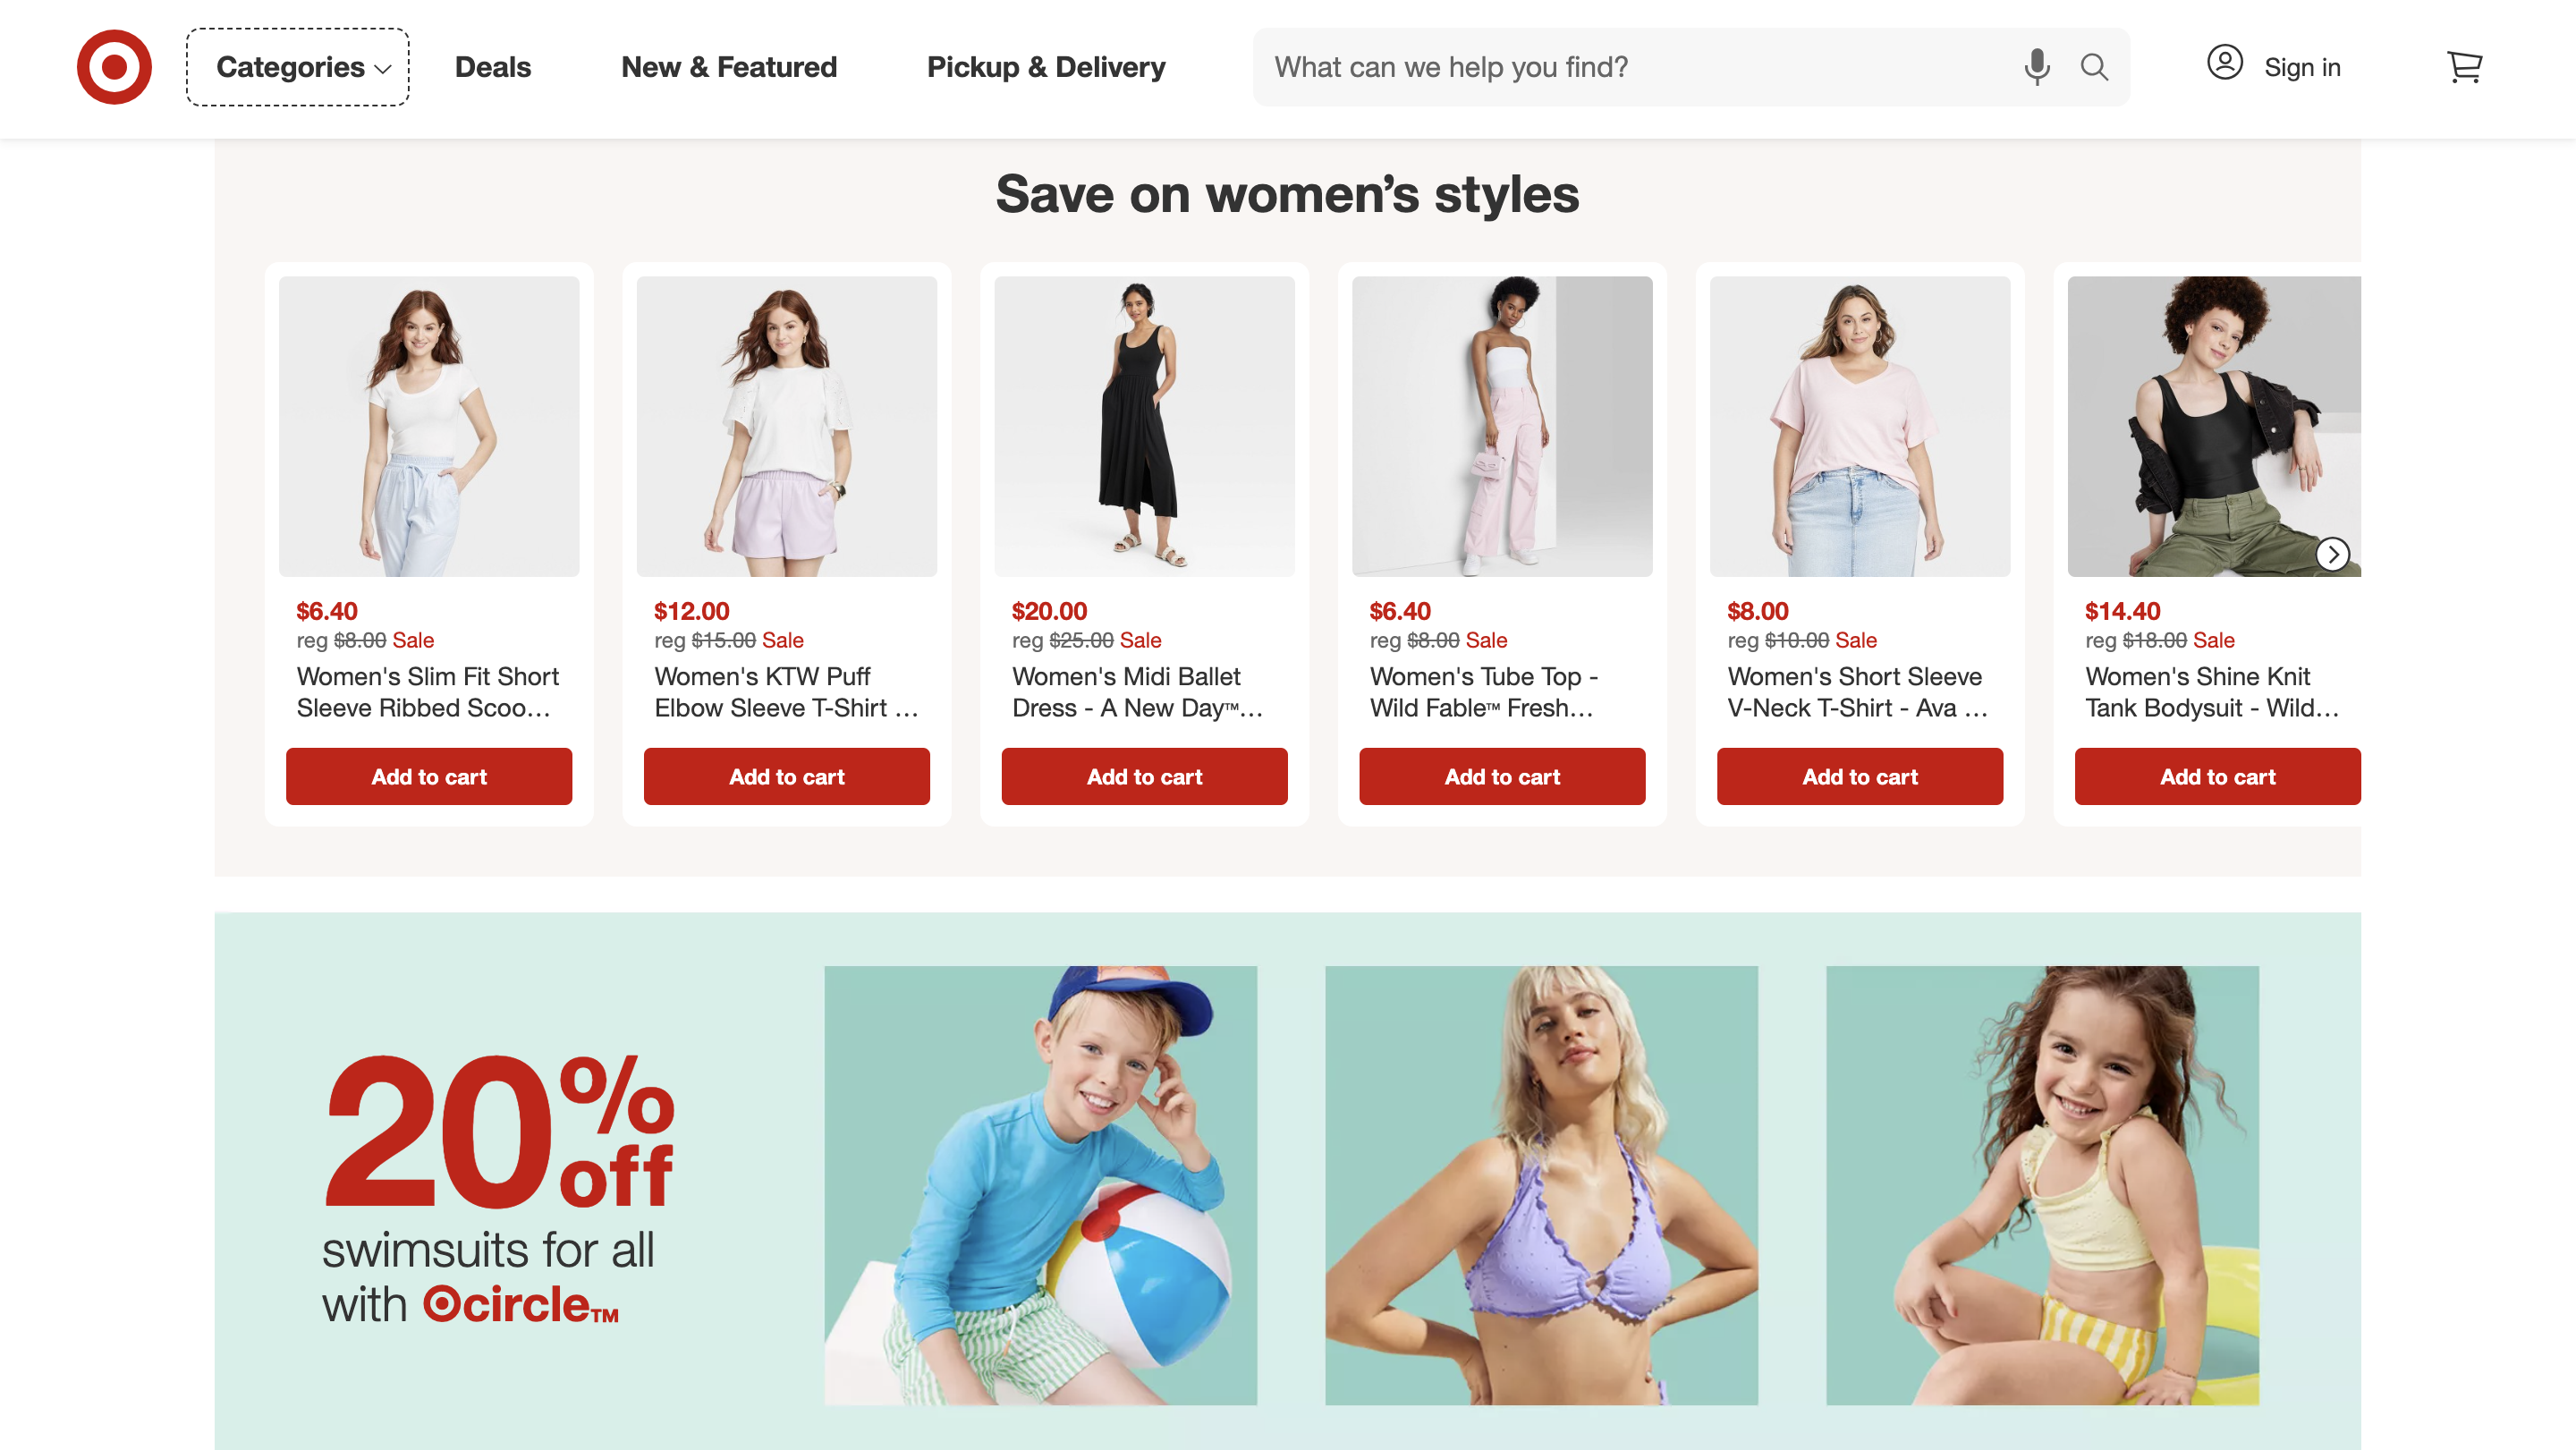 Categories
Deals
New & Featured
Pickup & Delivery
What can we help you find?
Sign in
Save on women’s styles
$6.40
reg $8.00 Sale
Women's Slim Fit Short
Sleeve Ribbed Scoo...
Add to cart
$12.00
reg $15.00 Sale
Women's KTW Puff
Elbow Sleeve T-Shirt ...
Add to cart
$20.00
reg $25.00 Sale
Women's Midi Ballet
Dress - A New Day™...
Add to cart
$6.40
reg $8.00 Sale
Women's Tube Top -
Wild Fable™ Fresh...
Add to cart
$8.00
reg $10.00 Sale
Women's Short Sleeve
V-Neck T-Shirt - Ava ...
Add to cart
$14.40
reg $18.00 Sale
Women's Shine Knit
Tank Bodysuit - Wild...
Add to cart
20% off
swimsuits for all
with circle™